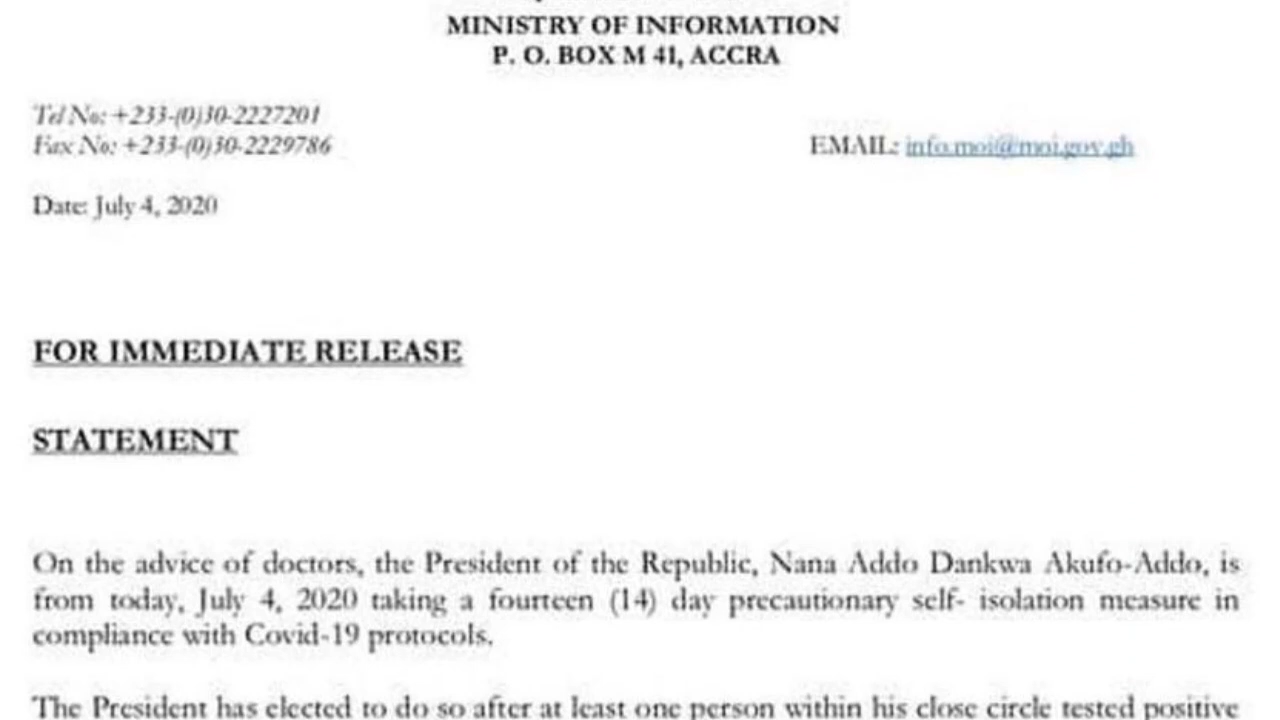 MINISTRY OF INFORMATION
P. O. BOX M 41, ACCRA
Tel No: +233-(0)30-2227201
Fax No: +233-(0)30-2229786
EMAIL: info.moi@moi.gov.gh
Date: July 4, 2020
FOR IMMEDIATE RELEASE
STATEMENT
On the advice of doctors, the President of the Republic, Nana Addo Dankwa Akufo-Addo, is
from today, July 4, 2020 taking a fourteen (14) day precautionary self- isolation measure in
compliance with Covid-19 protocols.
The President has elected to do so after at least one person within his close circle tested positive